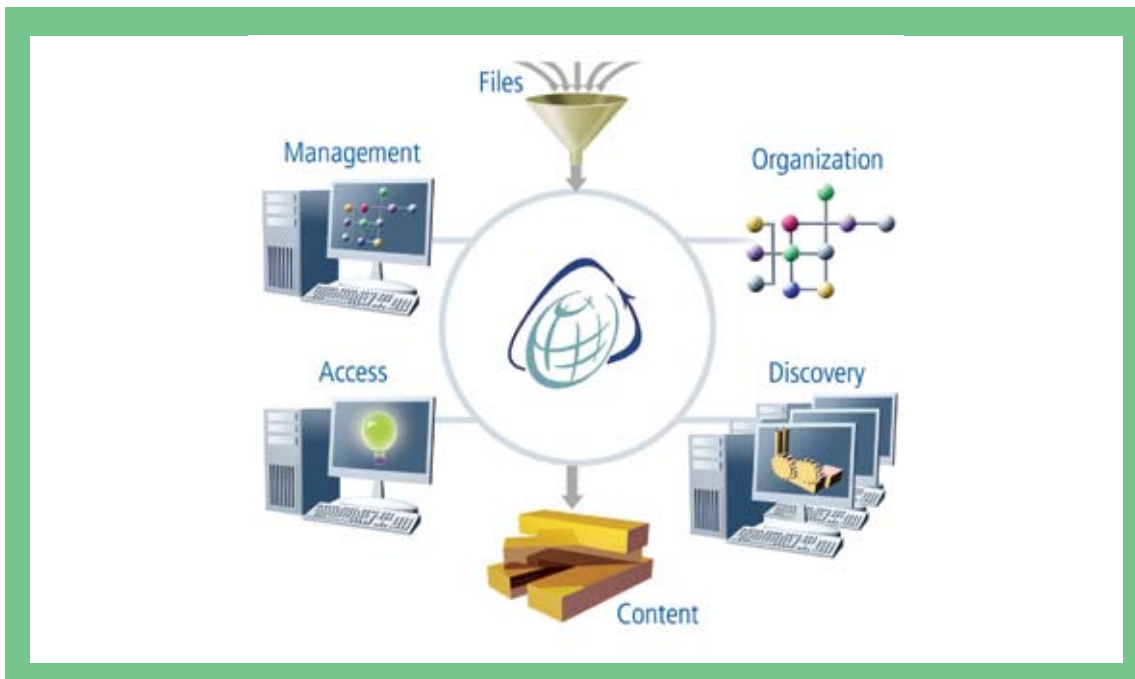 Files
Management
Organization
Access
Discovery
Content